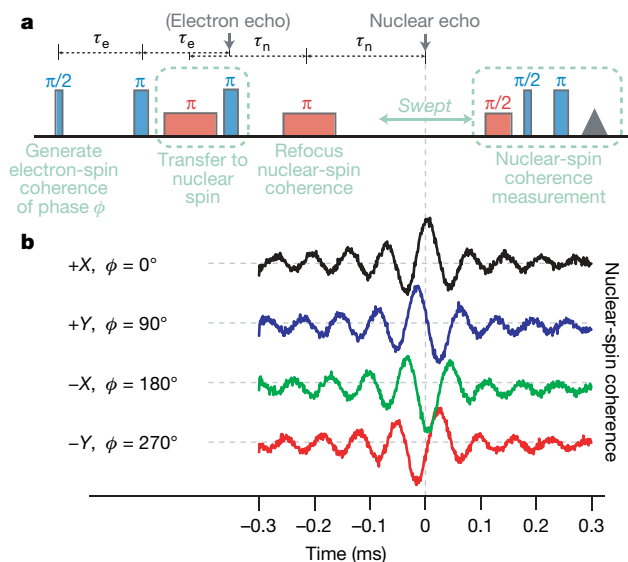 a
(Electron echo)
Nuclear echo
τe
τe
τn
τn
π/2
π
π
π
π
π/2
π/2
π
Swept
Generate
electron-spin
coherence
of phase ϕ
Transfer to
nuclear
spin
Refocus
nuclear-spin
coherence
Nuclear-spin
coherence
measurement
b
+X, ϕ = 0°
+Y, ϕ = 90°
−X, ϕ = 180°
−Y, ϕ = 270°
Nuclear-spin coherence
−0.3
−0.2
−0.1
0
0.1
0.2
0.3
Time (ms)